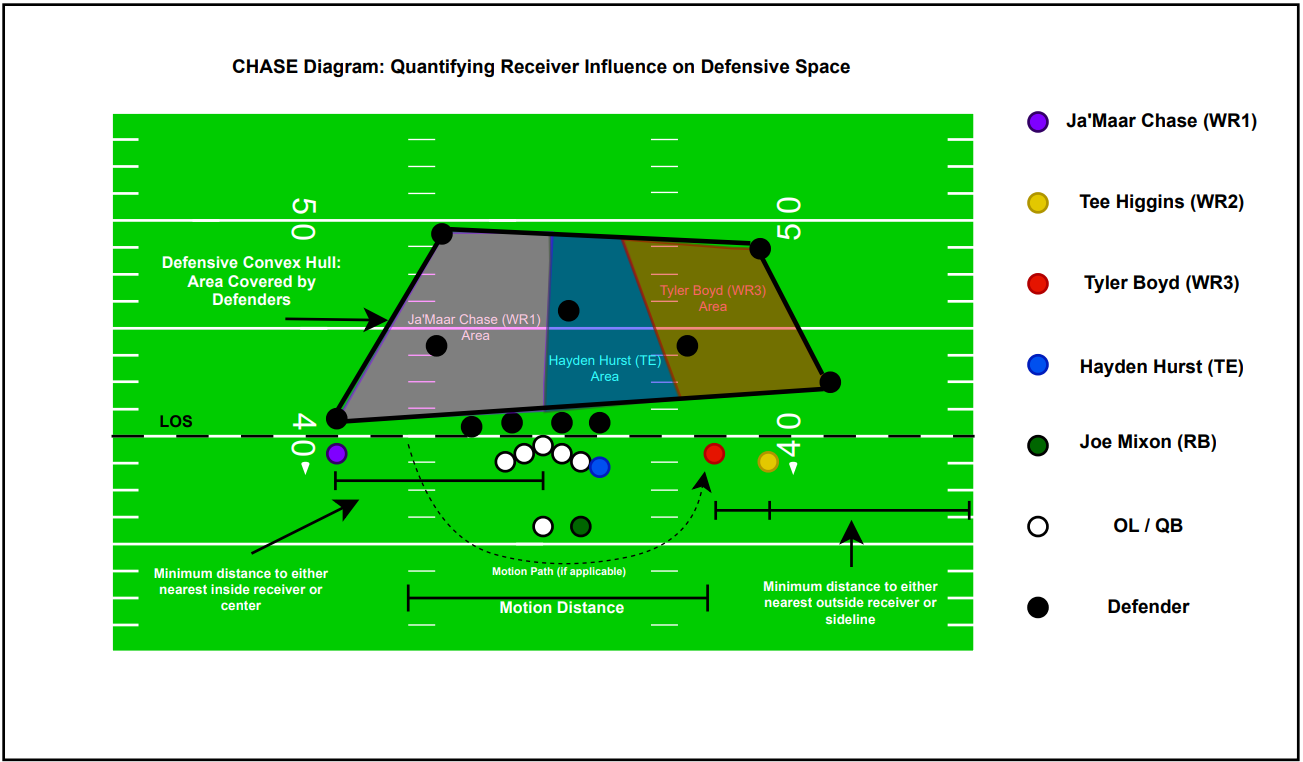 CHASE Diagram: Quantifying Receiver Influence on Defensive Space
Ja'Maar Chase (WR1)
Tee Higgins (WR2)
Tyler Boyd (WR3)
Hayden Hurst (TE)
Joe Mixon (RB)
OL / QB
Defender
50
50
Defensive Convex Hull:
Area Covered by
Defenders
Ja'Maar Chase (WR1)
Area
Hayden Hurst (TE)
Area
Tyler Boyd (WR3)
Area
LOS
40
40
Minimum distance to either
nearest inside receiver or
center
Motion Path (if applicable)
Motion Distance
Minimum distance to either
nearest outside receiver or
sideline